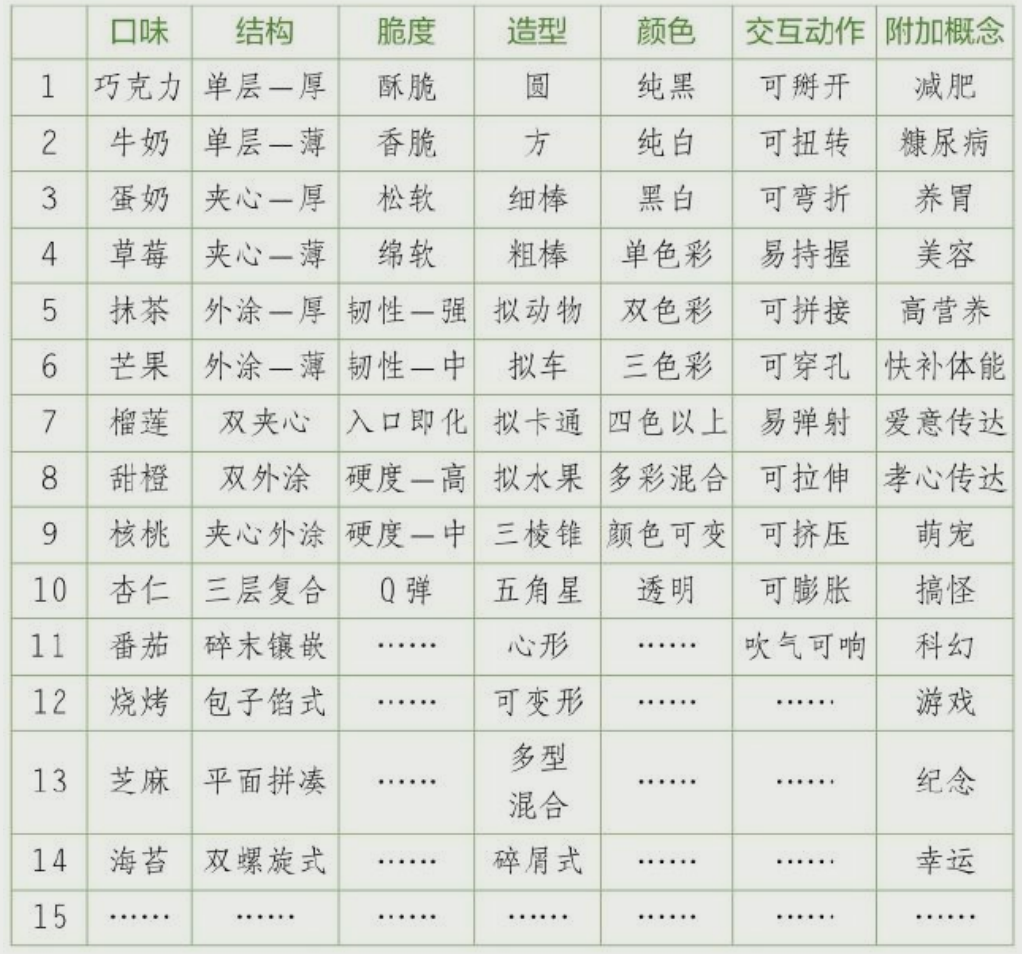 口味 结构 脆度 造型 颜色 交互动作 附加概念
1 巧克力 单层—厚 酥脆 圆 纯黑 可掰开 减肥
2 牛奶 单层—薄 香脆 方 纯白 可扭转 糠尿病
3 蛋奶 夹心—厚 松软 细棒 黑白 可弯折 养胃
4 草莓 夹心—薄 绵软 粗棒 单色彩 易持握 美容
5 抹茶 外涂—厚 韧性—强 拟动物 双色彩 可拼接 高营养
6 芒果 外涂—薄 韧性—中 拟车 三色彩 可穿孔 快补体能
7 榴莲 双夹心 入口即化 拟卡通 四色以上 易弹射 爱意传达
8 甜橙 双外涂 硬度—高 拟水果 多彩混合 可拉伸 孝心传达
9 核桃 夹心外涂 硬度—中 三棱锥 颜色可变 可挤压 萌宠
10 杏仁 三层复合 Q弹 五角星 透明 可膨胀 搞怪
11 番茄 碎末镶嵌 …… 心形 …… 吹气可响 科幻
12 烧烤 包子馅式 …… 可变形 …… …… 游戏
13 芝麻 平面拼凑 …… 多型
混合 …… …… 纪念
14 海苔 双螺旋式 …… 碎屑式 …… …… 幸运
15 …… …… …… …… …… …… ……